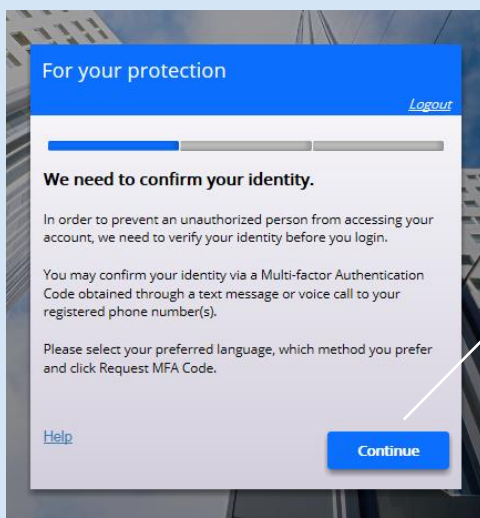 For your protection
Logout
We need to confirm your identity.
In order to prevent an unauthorized person from accessing your
account, we need to verify your identity before you login.
You may confirm your identity via a Multi-factor Authentication
Code obtained through a text message or voice call to your
registered phone number(s).
Please select your preferred language, which method you prefer
and click Request MFA Code.
Help
Continue